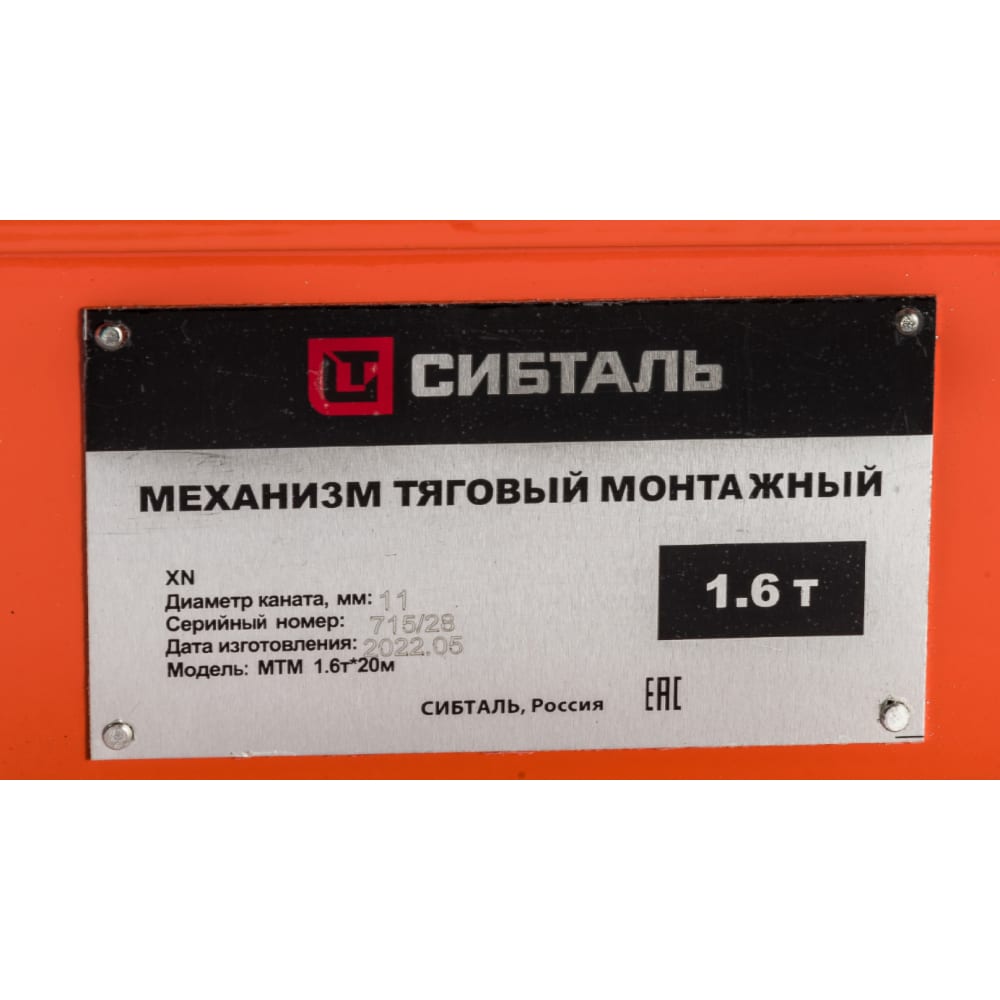 СИБТАЛЬ
МЕХАНИЗМ ТЯГОВЫЙ МОНТАЖНЫЙ
XN
Диаметр каната, мм: 11
Серийный номер: 715/28
Дата изготовления: 2022.05
Модель: МТМ 1.6т*20м
1.6 т
СИБТАЛЬ, Россия
EAC